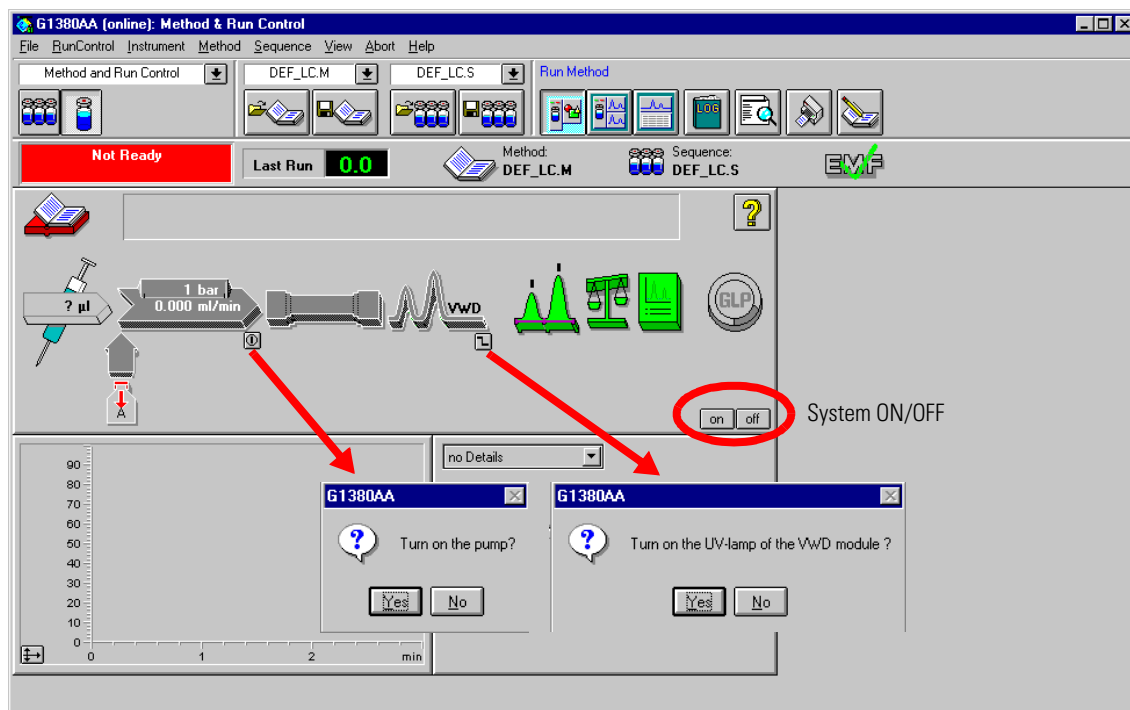 G1380AA (online): Method & Run Control
File RunControl Instrument Method Sequence View Abort Help
Method and Run Control DEF_LC.M DEF_LC.S Run Method
LOG
Not Ready
Last Run 0.0
Method:
DEF_LC.M
Sequence:
DEF_LC.S
EMF
?
? µl
1 bar
0.000 ml/min
VWD
GLP
A
on off
System ON/OFF
no Details
90
80
70
60
50
40
30
20
10
0
0 1 2 min
G1380AA
? Turn on the pump?
Yes No
G1380AA
? Turn on the UV-lamp of the VWD module ?
Yes No